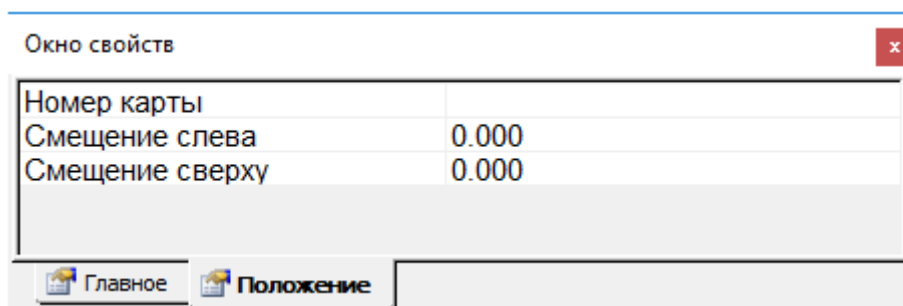 Окно свойств
x
Номер карты
Смещение слева 0.000
Смещение сверху 0.000
Главное Положение